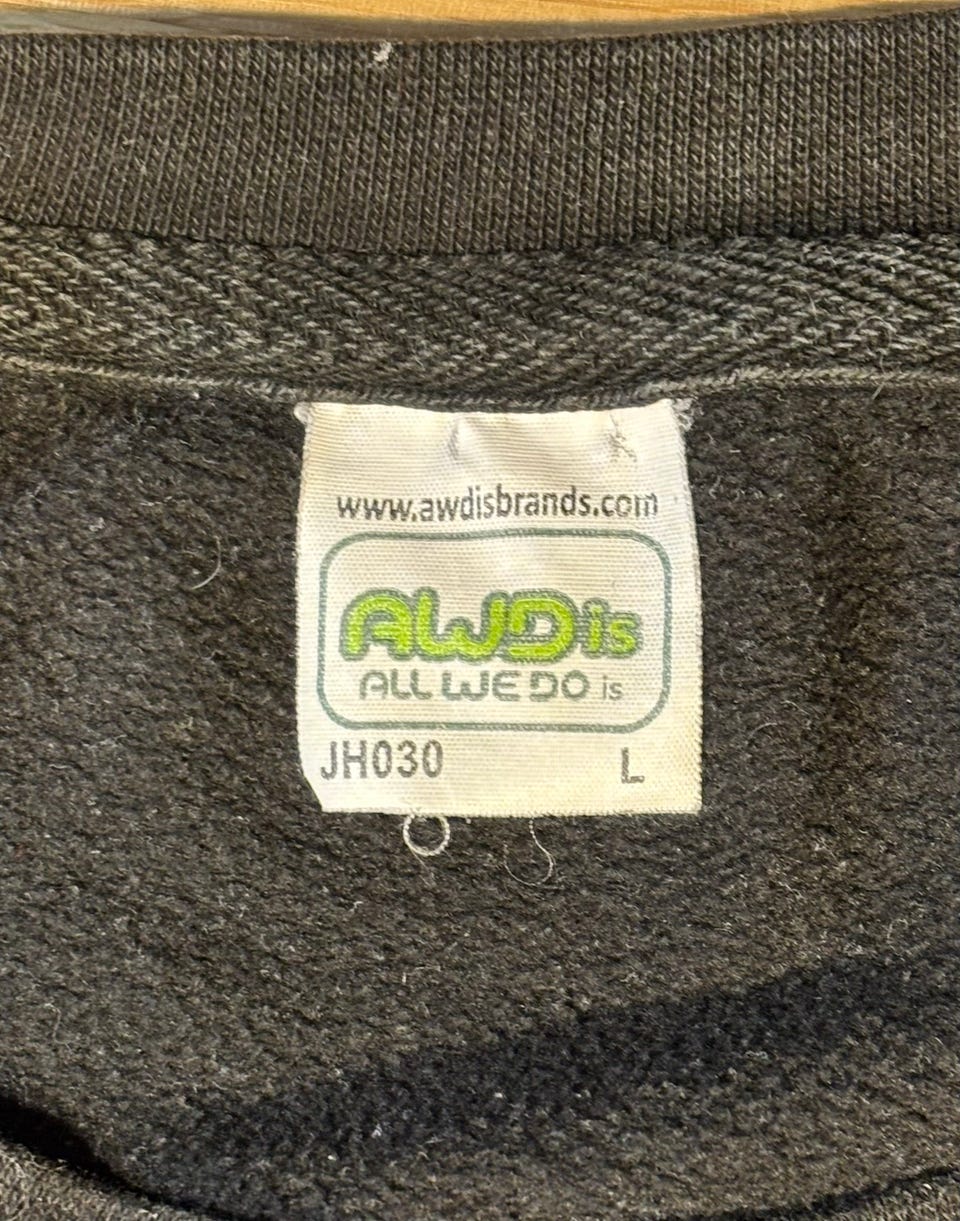 www.awdisbrands.com
AWDis
ALL WE DO is
JH030 L